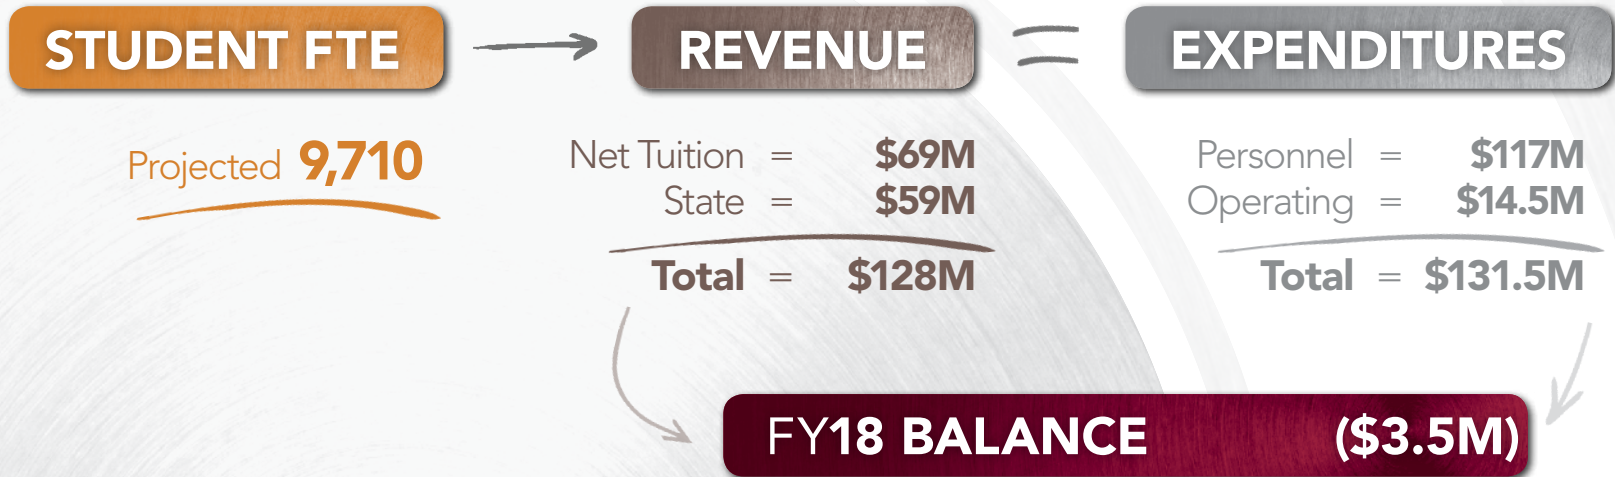 STUDENT FTE → REVENUE = EXPENDITURES
Projected 9,710
Net Tuition = $69M
State = $59M
Total = $128M
Personnel = $117M
Operating = $14.5M
Total = $131.5M
FY18 BALANCE ($3.5M)